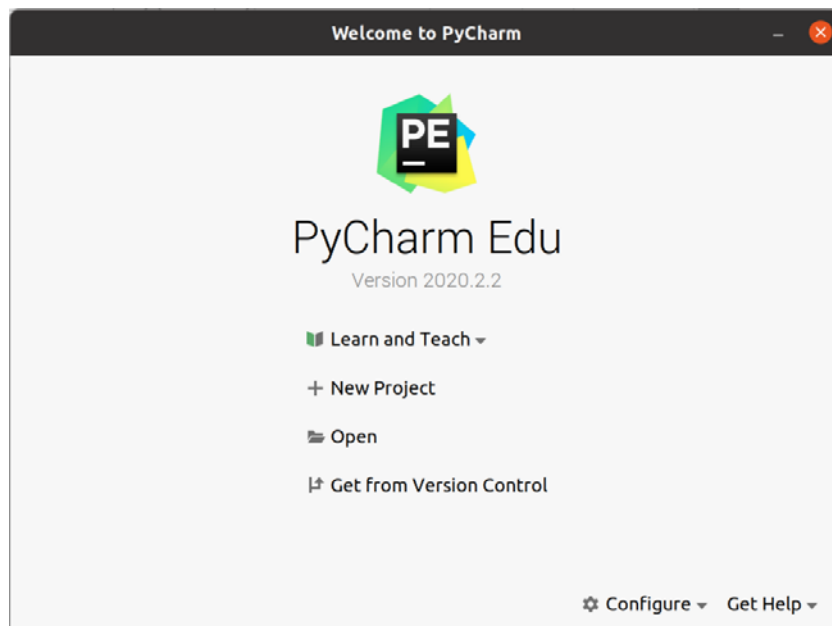 Welcome to PyCharm
PE
PyCharm Edu
Version 2020.2.2
Learn and Teach
New Project
Open
Get from Version Control
Configure Get Help